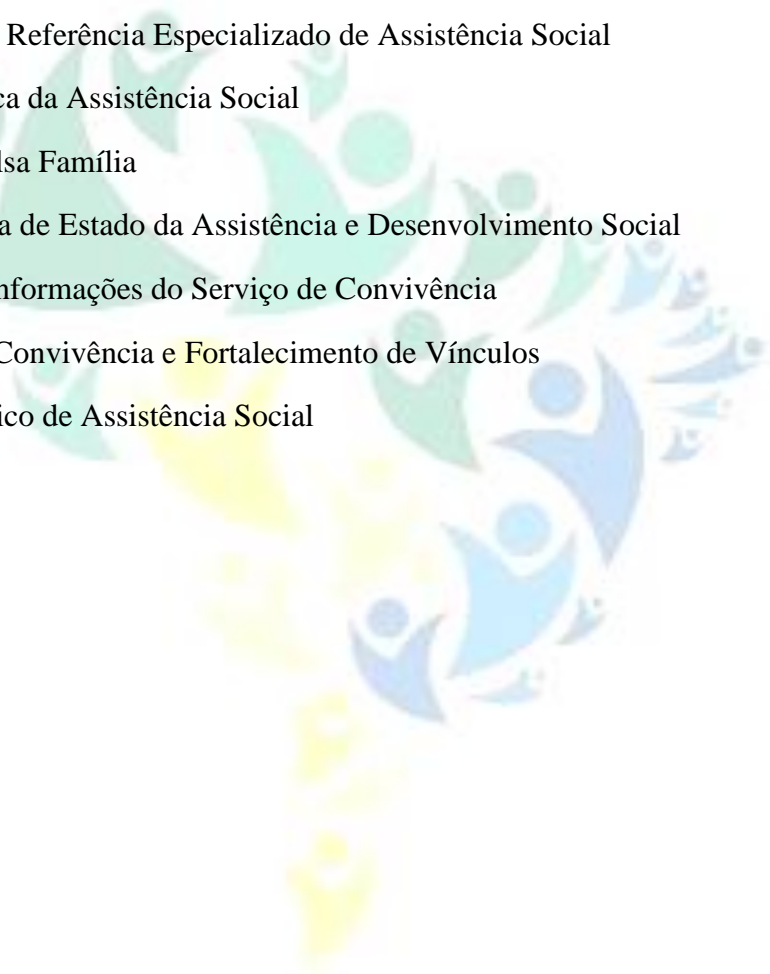 Referência Especializado de Assistência Social
ca da Assistência Social
lsa Família
a de Estado da Assistência e Desenvolvimento Social
nformações do Serviço de Convivência
Convivência e Fortalecimento de Vínculos
ico de Assistência Social